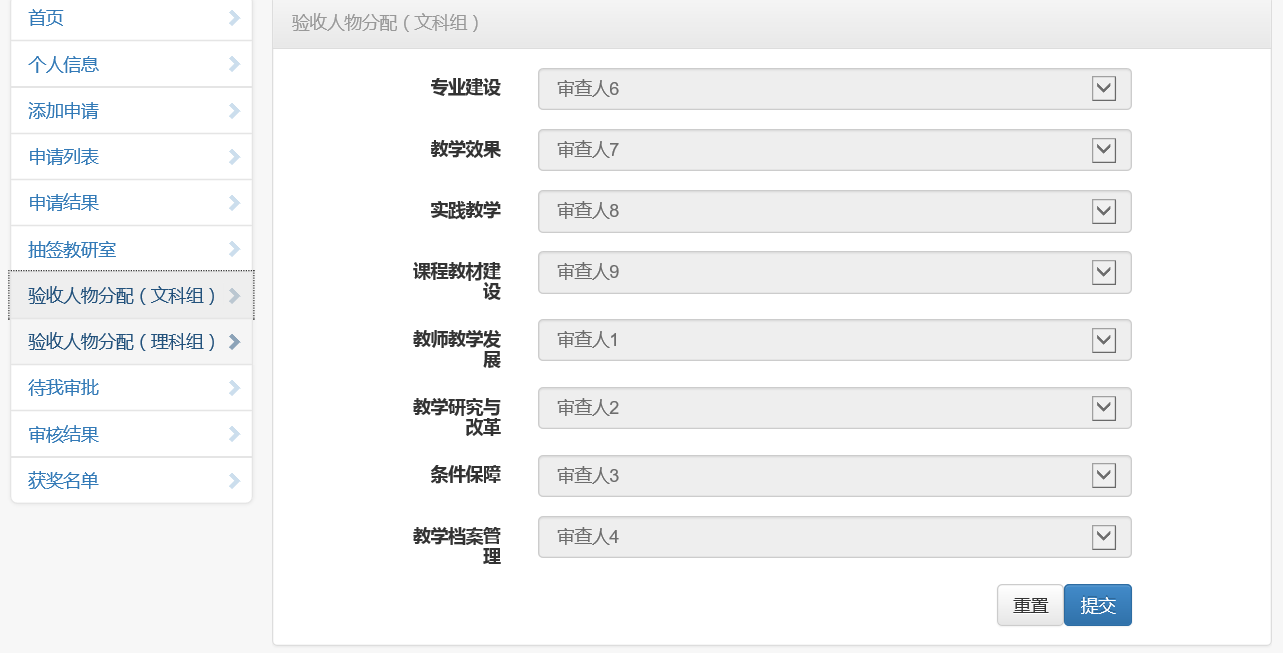 首页
个人信息
添加申请
申请列表
申请结果
抽签教研室
验收人物分配（文科组）
验收人物分配（理科组）
待我审批
审核结果
获奖名单
验收人物分配（文科组）
专业建设 审查人6
教学效果 审查人7
实践教学 审查人8
课程教材建
设 审查人9
教师教学发
展 审查人1
教学研究与
改革 审查人2
条件保障 审查人3
教学档案管
理 审查人4
重置 提交